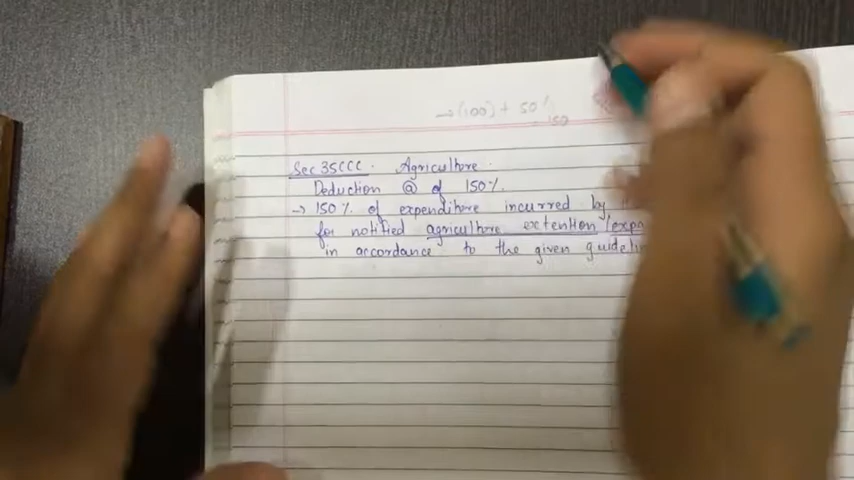 → (100) + 50%
150
Sec 35CCC. Agriculture.
Deduction @ of 150%.
→ 150% of expenditure incurred by
for notified agriculture extention /
in accordance to the given